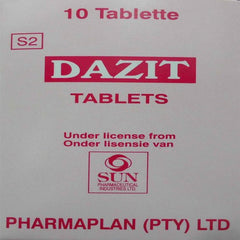 10 Tablette
S2
DAZIT
TABLETS
Under license from
Onder lisensie van
SUN
PHARMACEUTICAL
INDUSTRIES LTD.
PHARMAPLAN (PTY) LTD